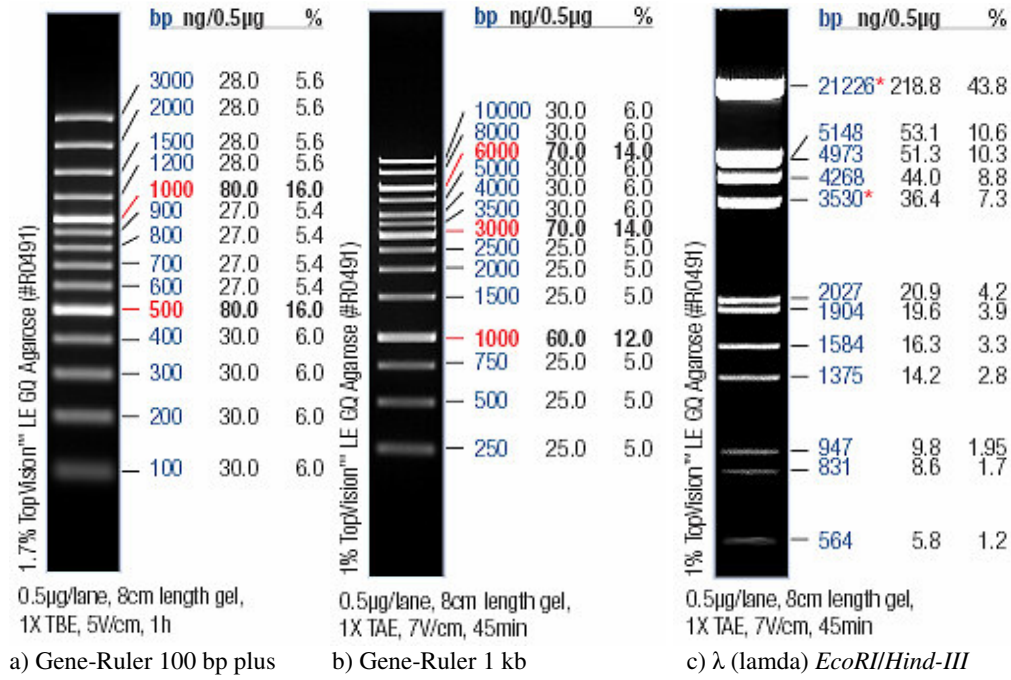 bp ng/0.5µg %
3000 28.0 5.6
2000 28.0 5.6
1500 28.0 5.6
1200 28.0 5.6
1000 80.0 16.0
900 27.0 5.4
800 27.0 5.4
700 27.0 5.4
600 27.0 5.4
500 80.0 16.0
400 30.0 6.0
300 30.0 6.0
200 30.0 6.0
100 30.0 6.0
1.7% TopVision™ LE GQ Agarose (#R0491)
0.5µg/lane, 8cm length gel,
1X TBE, 5V/cm, 1h
a) Gene-Ruler 100 bp plus
bp ng/0.5µg %
10000 30.0 6.0
8000 30.0 6.0
6000 70.0 14.0
5000 30.0 6.0
4000 30.0 6.0
3500 30.0 6.0
3000 70.0 14.0
2500 25.0 5.0
2000 25.0 5.0
1500 25.0 5.0
1000 60.0 12.0
750 25.0 5.0
500 25.0 5.0
250 25.0 5.0
1% TopVision™ LE GQ Agarose (#R0491)
0.5µg/lane, 8cm length gel,
1X TAE, 7V/cm, 45min
b) Gene-Ruler 1 kb
bp ng/0.5µg %
21226* 218.8 43.8
5148 53.1 10.6
4973 51.3 10.3
4268 44.0 8.8
3530* 36.4 7.3
2027 20.9 4.2
1904 19.6 3.9
1584 16.3 3.3
1375 14.2 2.8
947 9.8 1.95
831 8.6 1.7
564 5.8 1.2
1% TopVision™ LE GQ Agarose (#R0491)
0.5µg/lane, 8cm length gel,
1X TAE, 7V/cm, 45min
c) λ (lamda) EcoRI/Hind-III